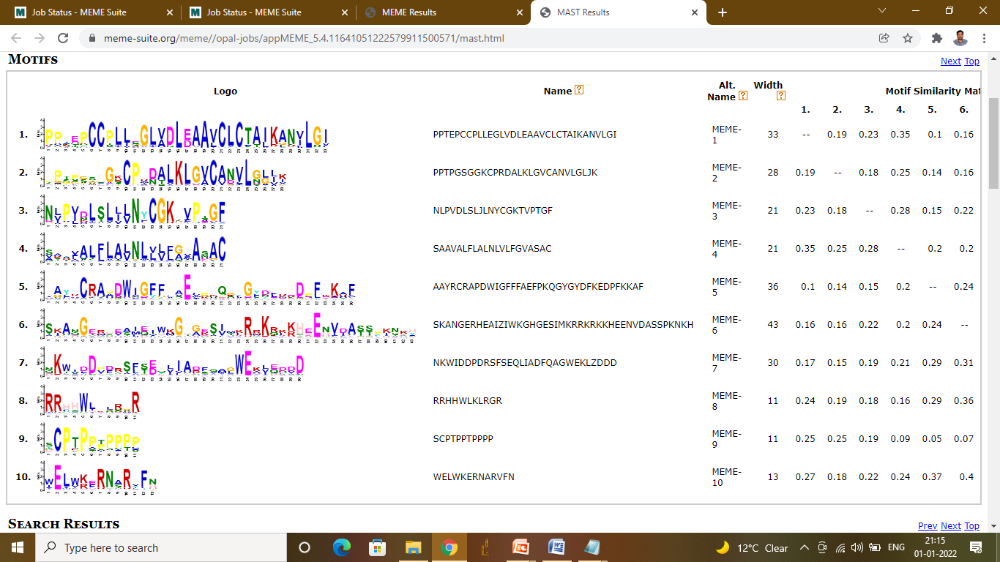 Job Status - MEME Suite
Job Status - MEME Suite
MEME Results
MAST Results
meme-suite.org/meme//opal-jobs/appMEME_5.4.11641051222579911500571/mast.html
MOTIFS
Next Top
Logo Name ? Alt. Name ? Width ? Motif Similarity Mat
1. 2. 3. 4. 5. 6.
1. PPTEPCCPLLEGLVDLEAAVCLCTAIKANVLGI MEME-1 33 -- 0.19 0.23 0.35 0.1 0.16
2. PPTPGSGGKCPRDALKLGVCANVLGLJK MEME-2 28 0.19 -- 0.18 0.25 0.14 0.16
3. NLPVDLSLJLNYCGKTVPTGF MEME-3 21 0.23 0.18 -- 0.28 0.15 0.22
4. SAAVALFLALNLVLFGVASAC MEME-4 21 0.35 0.25 0.28 -- 0.2 0.2
5. AAYRCRAPDWIGFFFAEFPKQGYGYDFKEDPFKKAF MEME-5 36 0.1 0.14 0.15 0.2 -- 0.24
6. SKANGERHEAIZIWKGHGESIMKRRKRKKHEENVDASSPKNKH MEME-6 43 0.16 0.16 0.22 0.2 0.24 --
7. NKWIDDPDRSFSEQLIADFQAGWEKLZDDD MEME-7 30 0.17 0.15 0.19 0.21 0.29 0.31
8. RRHHWLKLRGR MEME-8 11 0.24 0.19 0.18 0.16 0.29 0.36
9. SCPTPPTPPPP MEME-9 11 0.25 0.25 0.19 0.09 0.05 0.07
10. WELWKERNARVFN MEME-10 13 0.27 0.18 0.22 0.24 0.37 0.4
SEARCH RESULTS
Prev Next Top
Type here to search
12°C Clear
ENG
21:15
01-01-2022